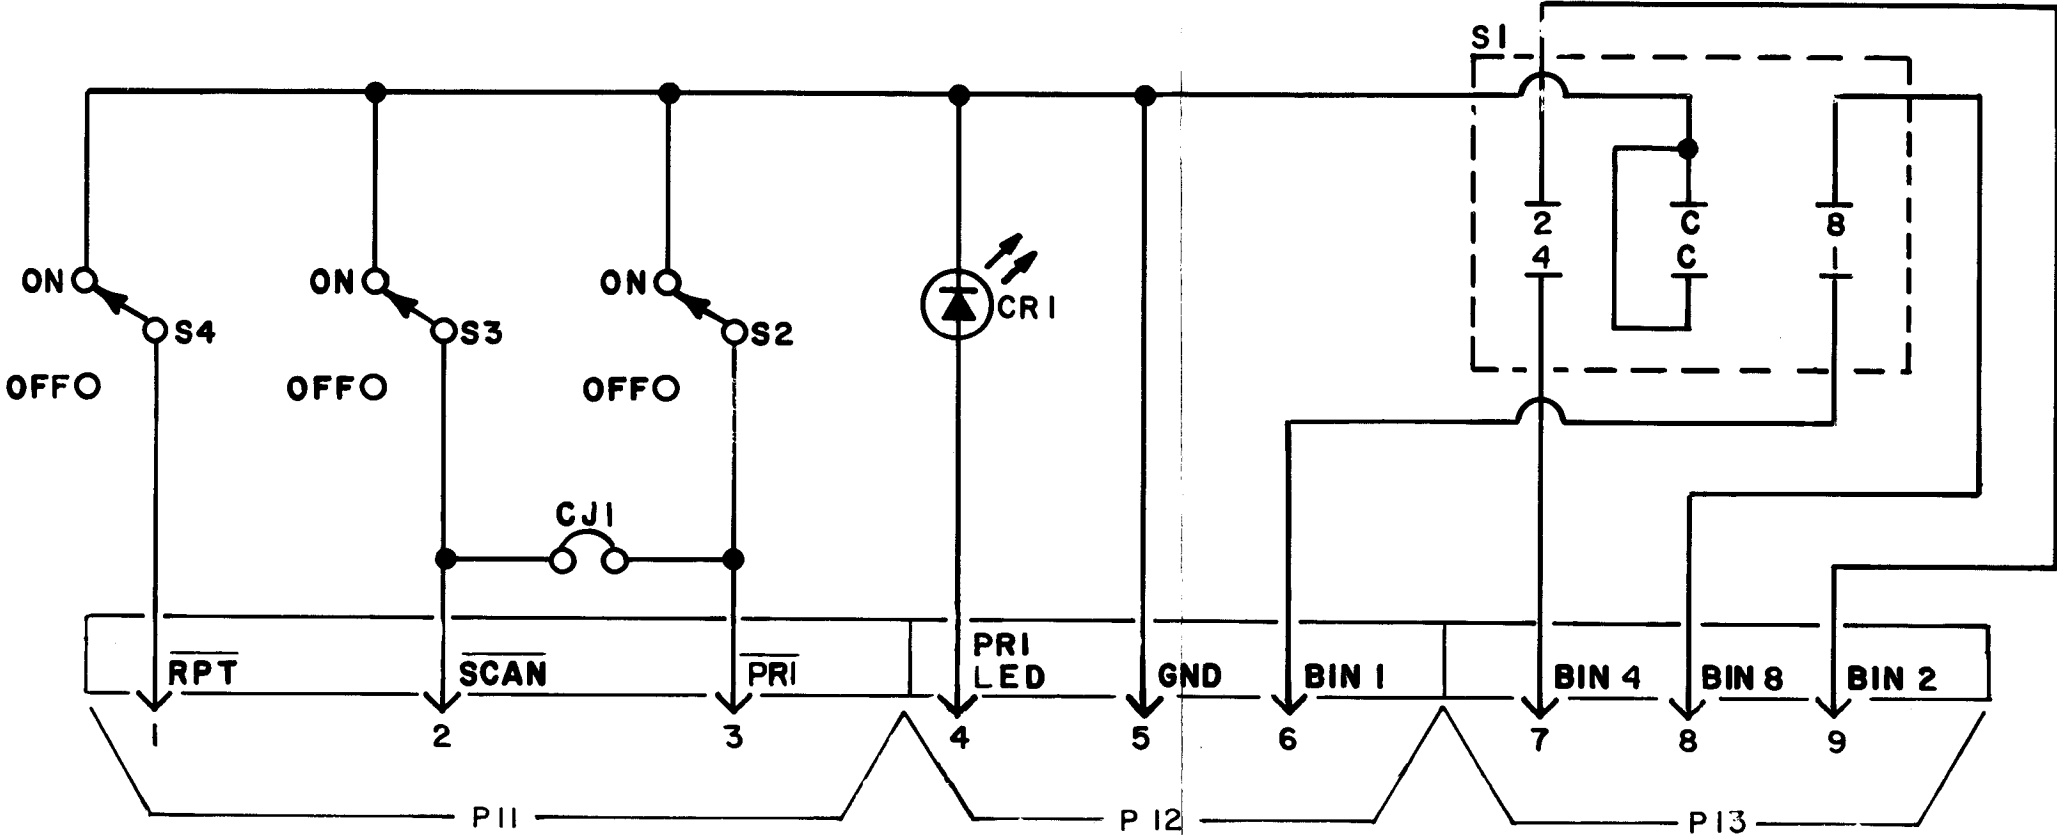 S1
2 C 8
4 C 1
ON ON ON
CR1
S4 S3 S2
OFF OFF OFF
CJ1
RPT SCAN PRI PRI LED GND BIN 1 BIN 4 BIN 8 BIN 2
1 2 3 4 5 6 7 8 9
P11 P12 P13